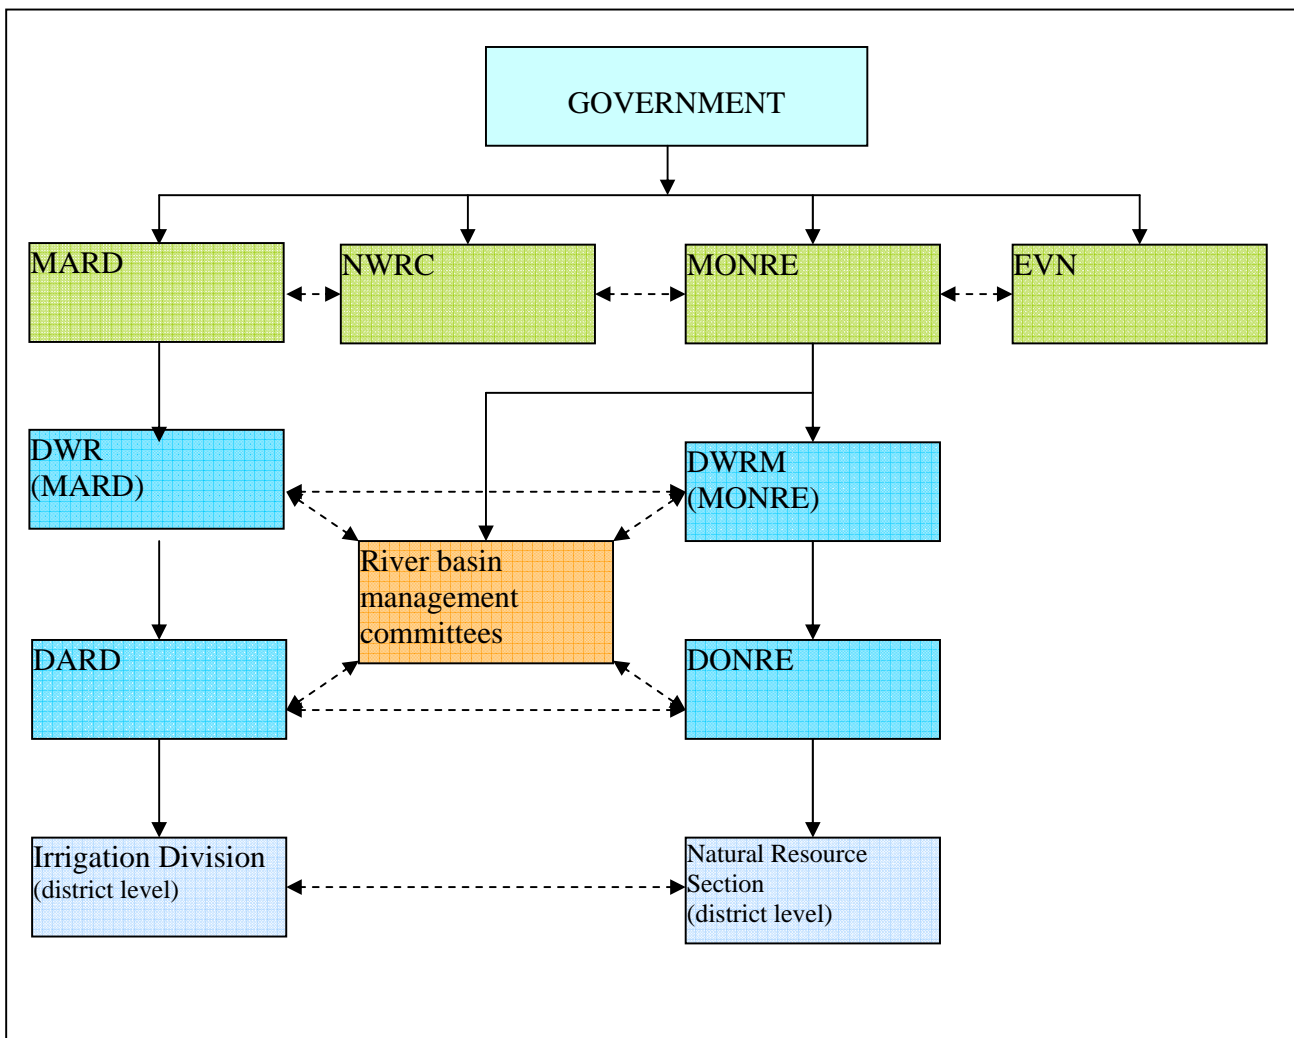 GOVERNMENT
MARD
NWRC
MONRE
EVN
DWR
(MARD)
DWRM
(MONRE)
River basin
management
committees
DARD
DONRE
Irrigation Division
(district level)
Natural Resource
Section
(district level)